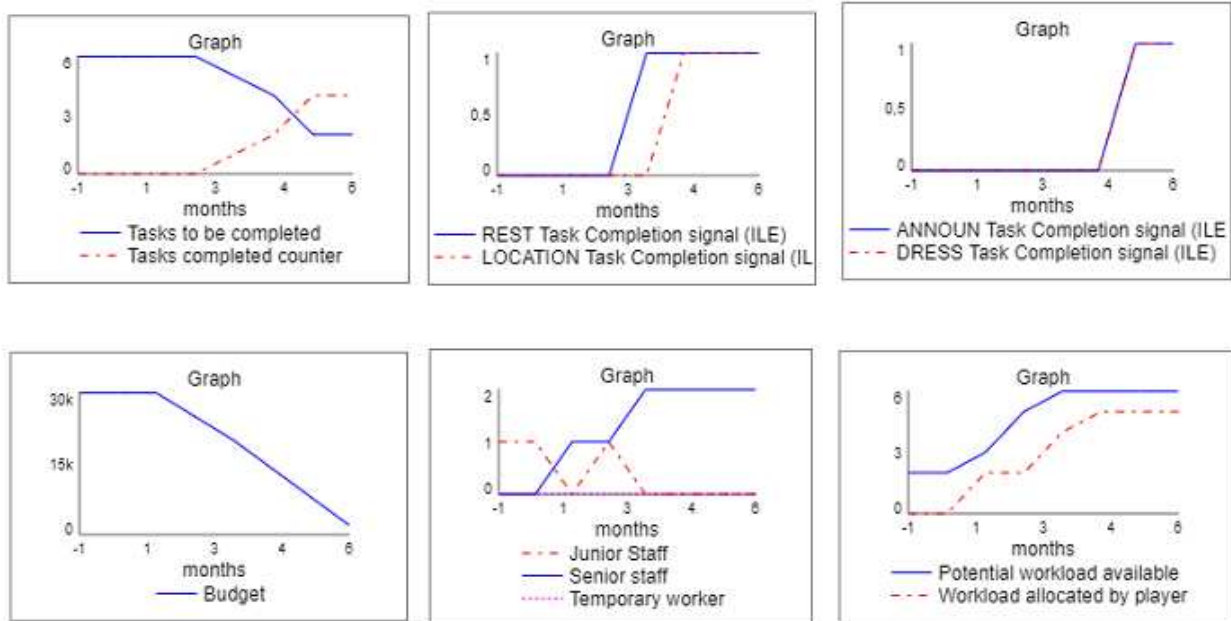 Graph
6
3
0
-1 1 3 4 6
months
Tasks to be completed
Tasks completed counter
Graph
1
0,5
0
-1 1 3 4 6
months
REST Task Completion signal (ILE)
LOCATION Task Completion signal (IL
Graph
1
0,5
0
-1 1 3 4 6
months
ANNOUN Task Completion signal (ILE
DRESS Task Completion signal (ILE)
Graph
30k
15k
0
-1 1 3 4 6
months
Budget
Graph
2
1
0
-1 1 3 4 6
months
Junior Staff
Senior staff
Temporary worker
Graph
6
3
0
-1 1 3 4 6
months
Potential workload available
Workload allocated by player